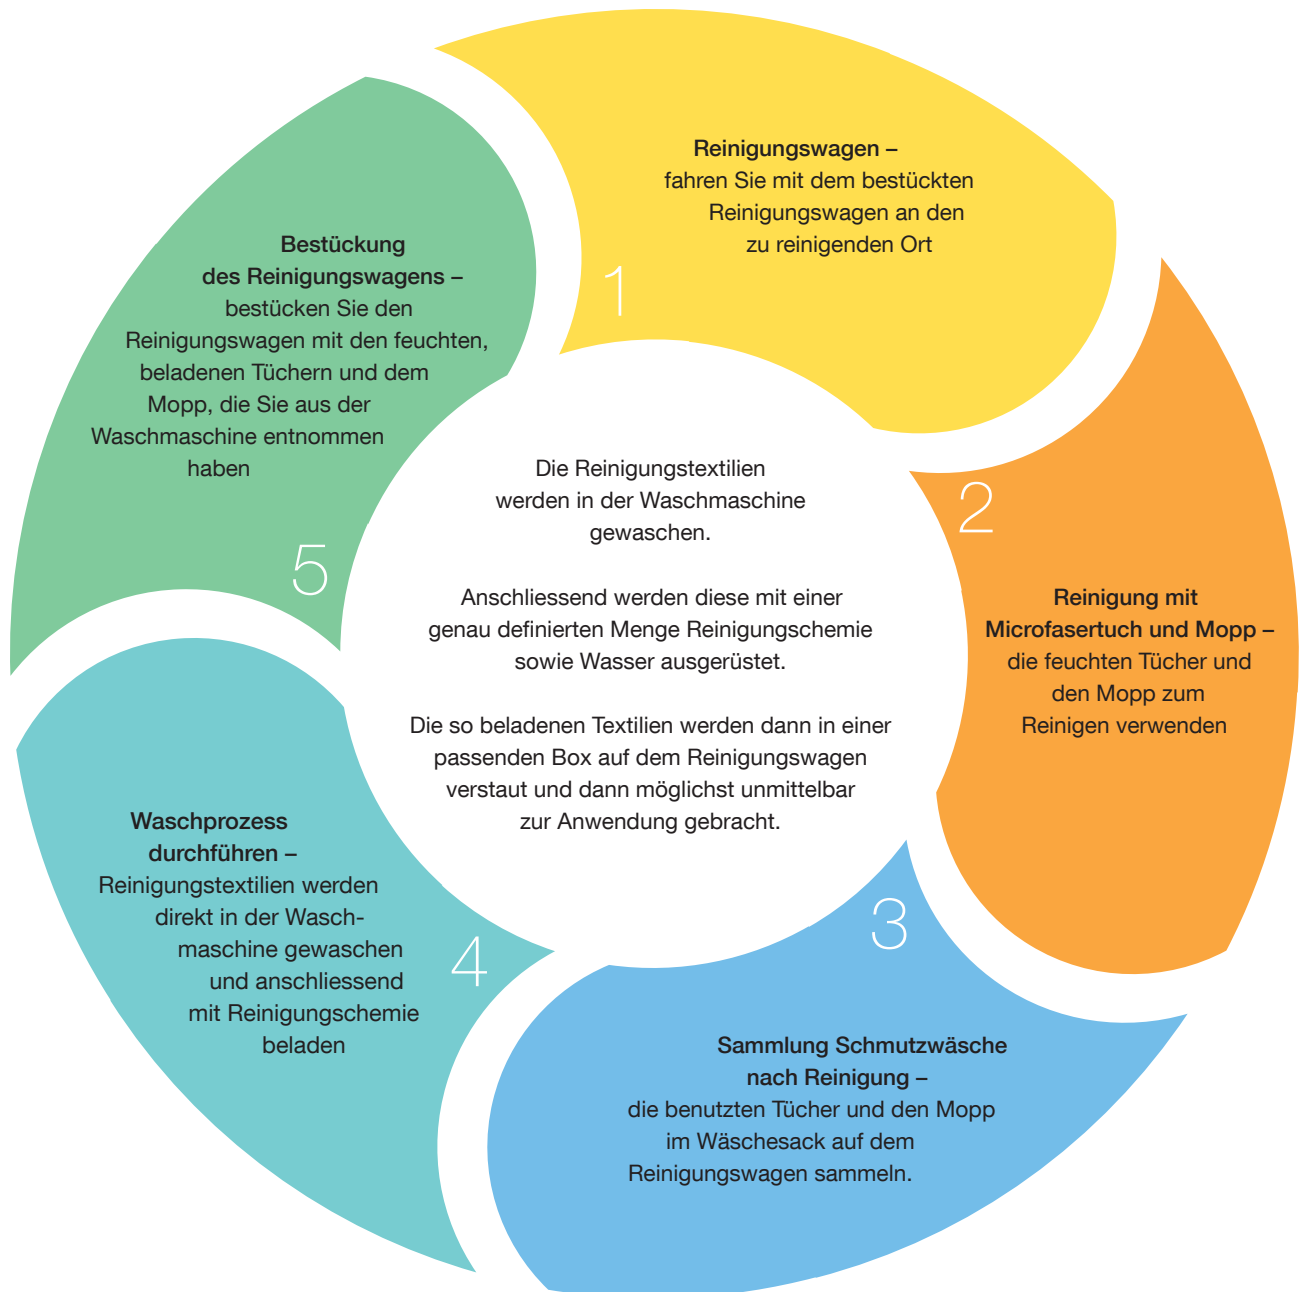 Reinigungswagen –
fahren Sie mit dem bestückten
Reinigungswagen an den
zu reinigenden Ort
1
2
Reinigung mit
Microfasertuch und Mopp –
die feuchten Tücher und
den Mopp zum
Reinigen verwenden
3
Sammlung Schmutzwäsche
nach Reinigung –
die benutzten Tücher und den Mopp
im Wäschesack auf dem
Reinigungswagen sammeln.
4
Waschprozess
durchführen –
Reinigungstextilien werden
direkt in der Wasch-
maschine gewaschen
und anschliessend
mit Reinigungschemie
beladen
5
Bestückung
des Reinigungswagens –
bestücken Sie den
Reinigungswagen mit den feuchten,
beladenen Tüchern und dem
Mopp, die Sie aus der
Waschmaschine entnommen
haben
Die Reinigungstextilien
werden in der Waschmaschine
gewaschen.
Anschliessend werden diese mit einer
genau definierten Menge Reinigungschemie
sowie Wasser ausgerüstet.
Die so beladenen Textilien werden dann in einer
passenden Box auf dem Reinigungswagen
verstaut und dann möglichst unmittelbar
zur Anwendung gebracht.